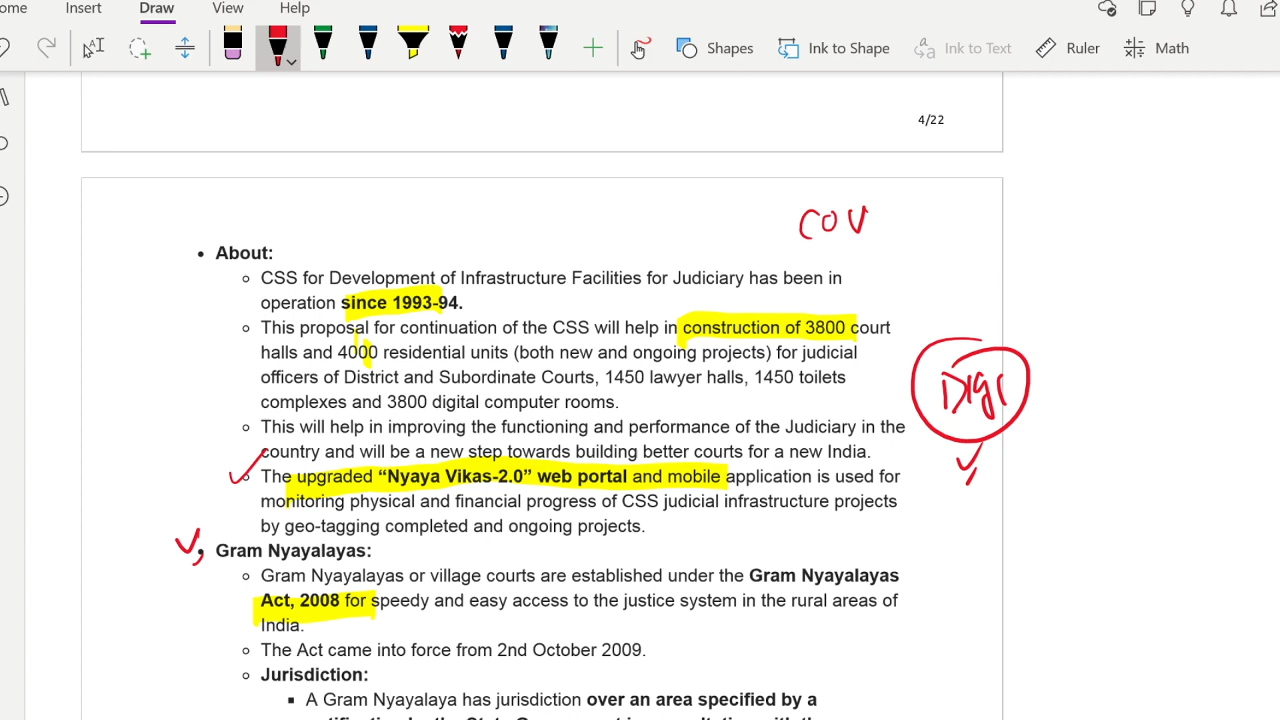 ome Insert Draw View Help
Shapes Ink to Shape Ink to Text Ruler Math
4/22
COV
• About:
CSS for Development of Infrastructure Facilities for Judiciary has been in
operation since 1993-94.
This proposal for continuation of the CSS will help in construction of 3800 court
halls and 4000 residential units (both new and ongoing projects) for judicial
officers of District and Subordinate Courts, 1450 lawyer halls, 1450 toilets
complexes and 3800 digital computer rooms.
Digi
This will help in improving the functioning and performance of the Judiciary in the
country and will be a new step towards building better courts for a new India.
The upgraded “Nyaya Vikas-2.0” web portal and mobile application is used for
monitoring physical and financial progress of CSS judicial infrastructure projects
by geo-tagging completed and ongoing projects.
• Gram Nyayalayas:
Gram Nyayalayas or village courts are established under the Gram Nyayalayas
Act, 2008 for speedy and easy access to the justice system in the rural areas of
India.
The Act came into force from 2nd October 2009.
Jurisdiction:
▪ A Gram Nyayalaya has jurisdiction over an area specified by a